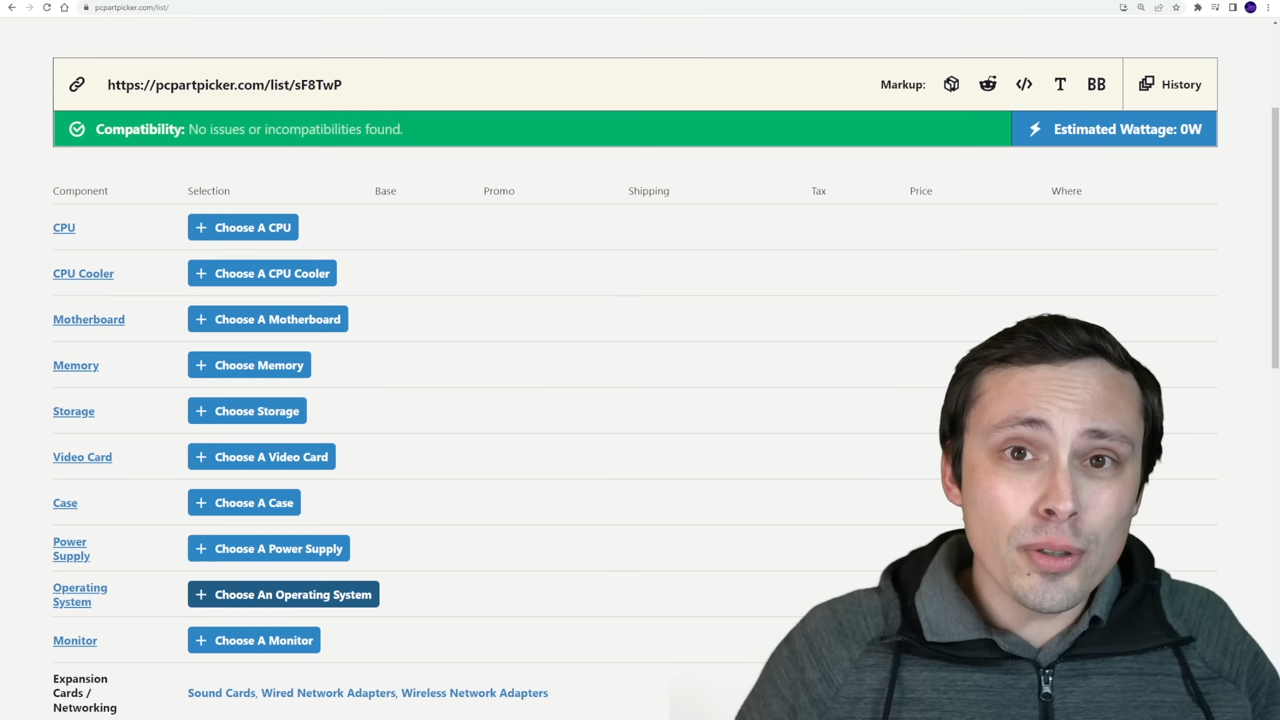 pcpartpicker.com/list/
https://pcpartpicker.com/list/sF8TwP
Markup:
T
BB
History
Compatibility: No issues or incompatibilities found.
Estimated Wattage: 0W
Component Selection Base Promo Shipping Tax Price Where
CPU
+ Choose A CPU
CPU Cooler
+ Choose A CPU Cooler
Motherboard
+ Choose A Motherboard
Memory
+ Choose Memory
Storage
+ Choose Storage
Video Card
+ Choose A Video Card
Case
+ Choose A Case
Power
Supply
+ Choose A Power Supply
Operating
System
+ Choose An Operating System
Monitor
+ Choose A Monitor
Expansion
Cards /
Networking
Sound Cards, Wired Network Adapters, Wireless Network Adapters